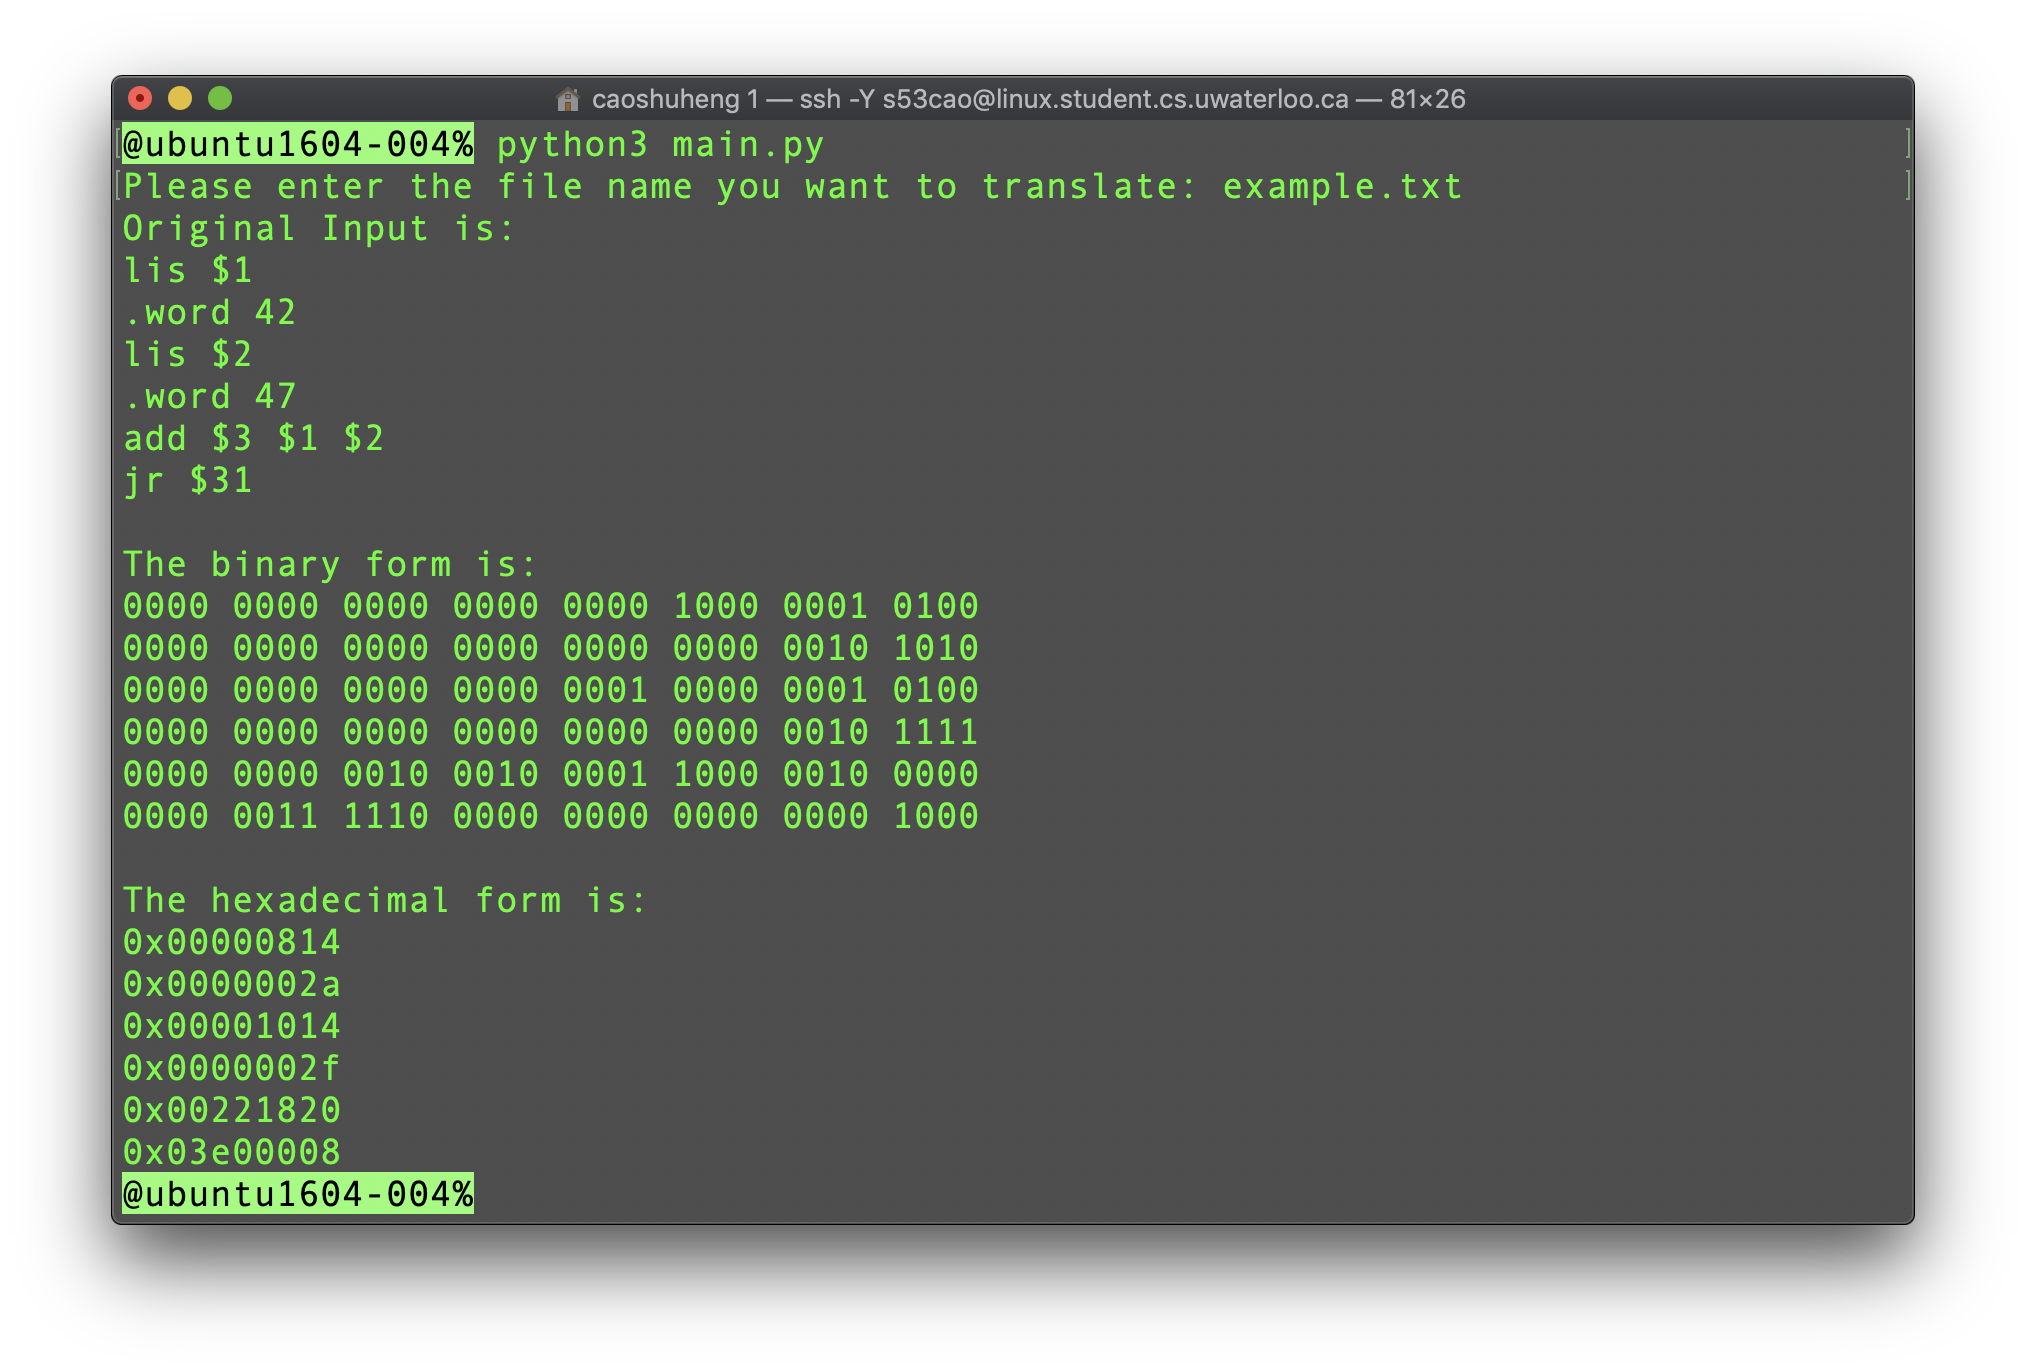 caoshuheng 1 — ssh -Y s53cao@linux.student.cs.uwaterloo.ca — 81×26
[@ubuntu1604-004% python3 main.py ]
[Please enter the file name you want to translate: example.txt ]
Original Input is:
lis $1
.word 42
lis $2
.word 47
add $3 $1 $2
jr $31
The binary form is:
0000 0000 0000 0000 0000 1000 0001 0100
0000 0000 0000 0000 0000 0000 0010 1010
0000 0000 0000 0000 0001 0000 0001 0100
0000 0000 0000 0000 0000 0000 0010 1111
0000 0000 0010 0010 0001 1000 0010 0000
0000 0011 1110 0000 0000 0000 0000 1000
The hexadecimal form is:
0x00000814
0x0000002a
0x00001014
0x0000002f
0x00221820
0x03e00008
@ubuntu1604-004%